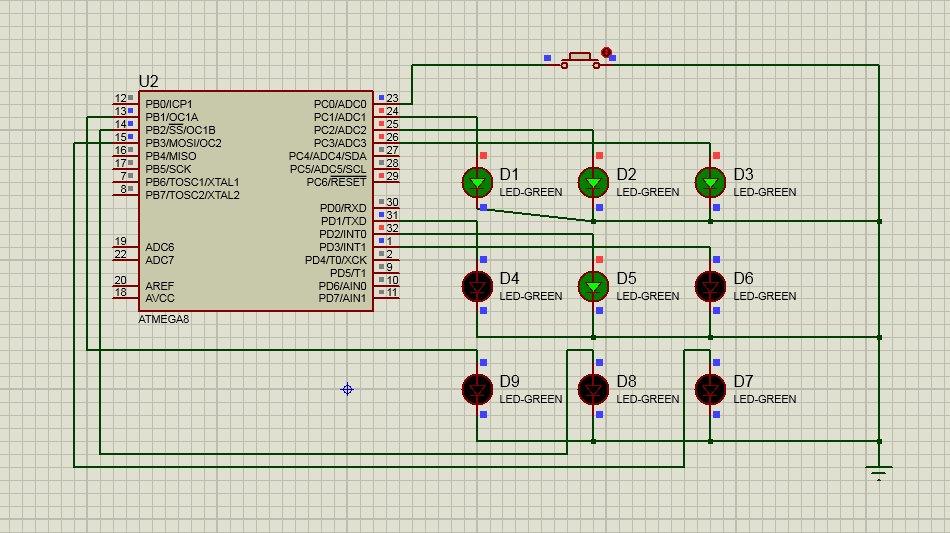 U2
12 PB0/ICP1 PC0/ADC0 23
13 PB1/OC1A PC1/ADC1 24
14 PB2/SS/OC1B PC2/ADC2 25
15 PB3/MOSI/OC2 PC3/ADC3 26
16 PB4/MISO PC4/ADC4/SDA 27
17 PB5/SCK PC5/ADC5/SCL 28
7 PB6/TOSC1/XTAL1 PC6/RESET 29
8 PB7/TOSC2/XTAL2
PD0/RXD 30
PD1/TXD 31
PD2/INT0 32
19 ADC6 PD3/INT1 1
22 ADC7 PD4/T0/XCK 2
PD5/T1 9
20 AREF PD6/AIN0 10
18 AVCC PD7/AIN1 11
ATMEGA8
D1 D2 D3
LED-GREEN LED-GREEN LED-GREEN
D4 D5 D6
LED-GREEN LED-GREEN LED-GREEN
D9 D8 D7
LED-GREEN LED-GREEN LED-GREEN